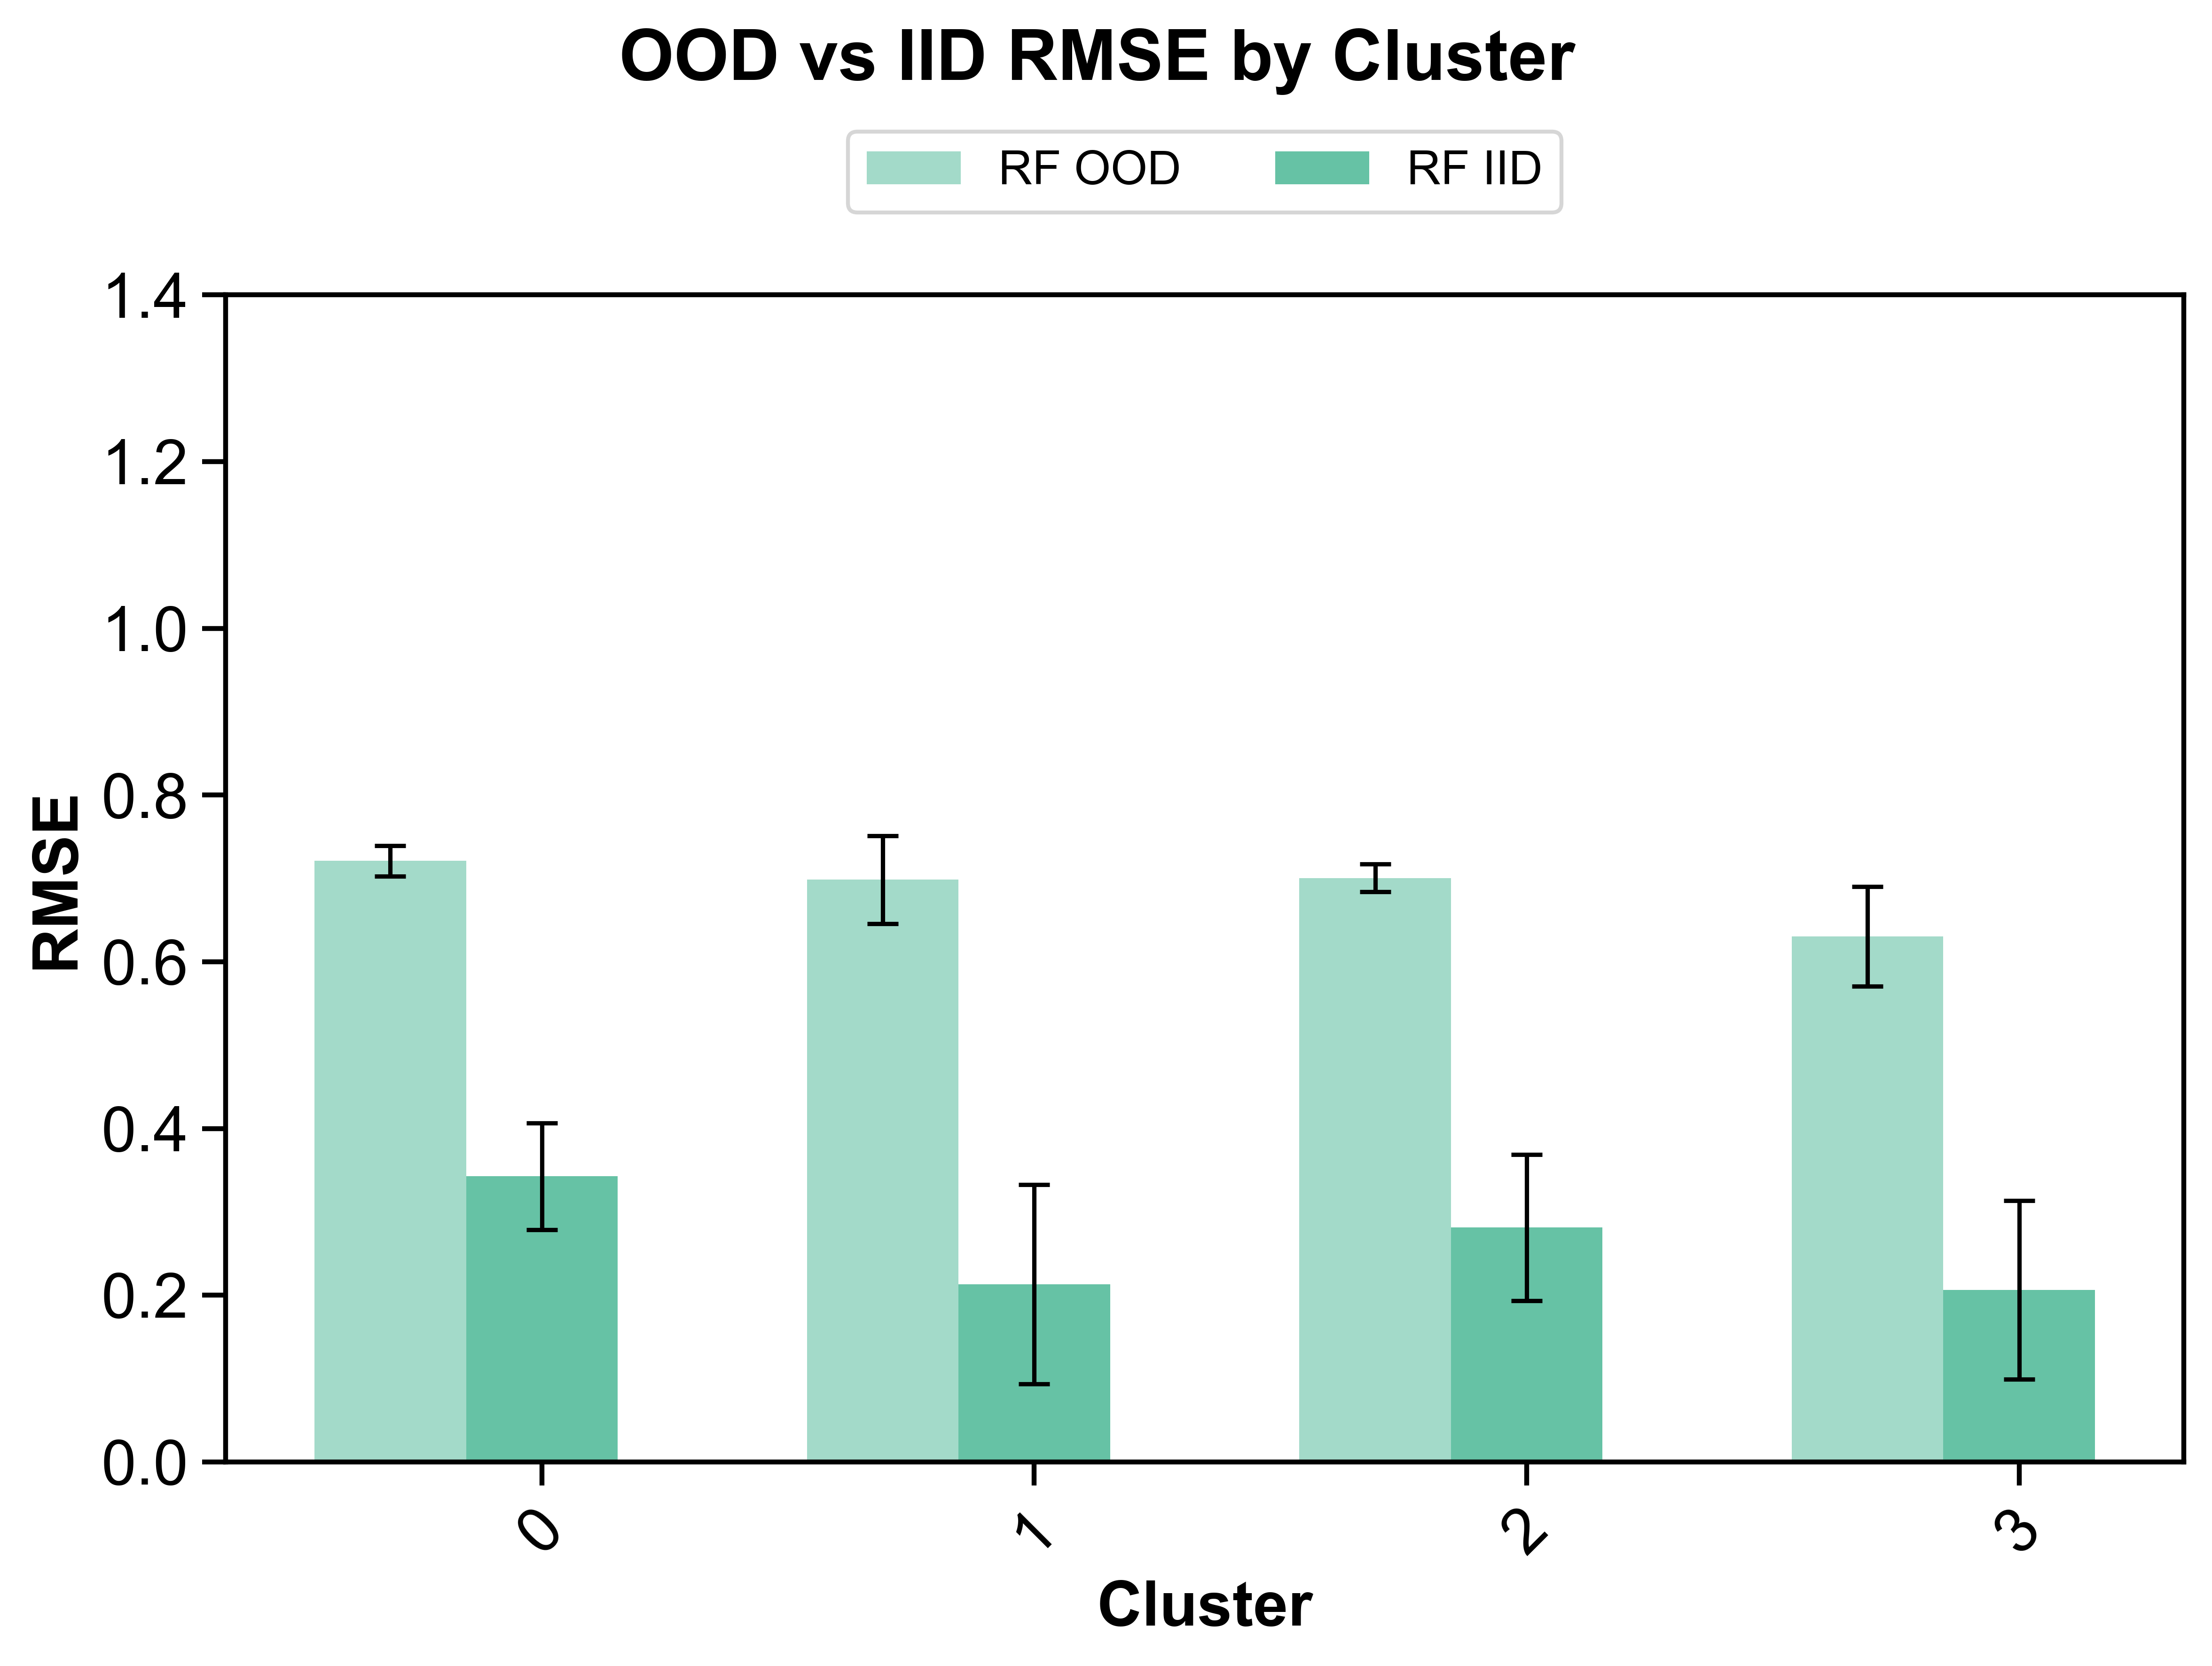 OOD vs IID RMSE by Cluster
RF OOD RF IID
1.4
1.2
1.0
0.8
0.6
0.4
0.2
0.0
RMSE
0 1 2 3
Cluster